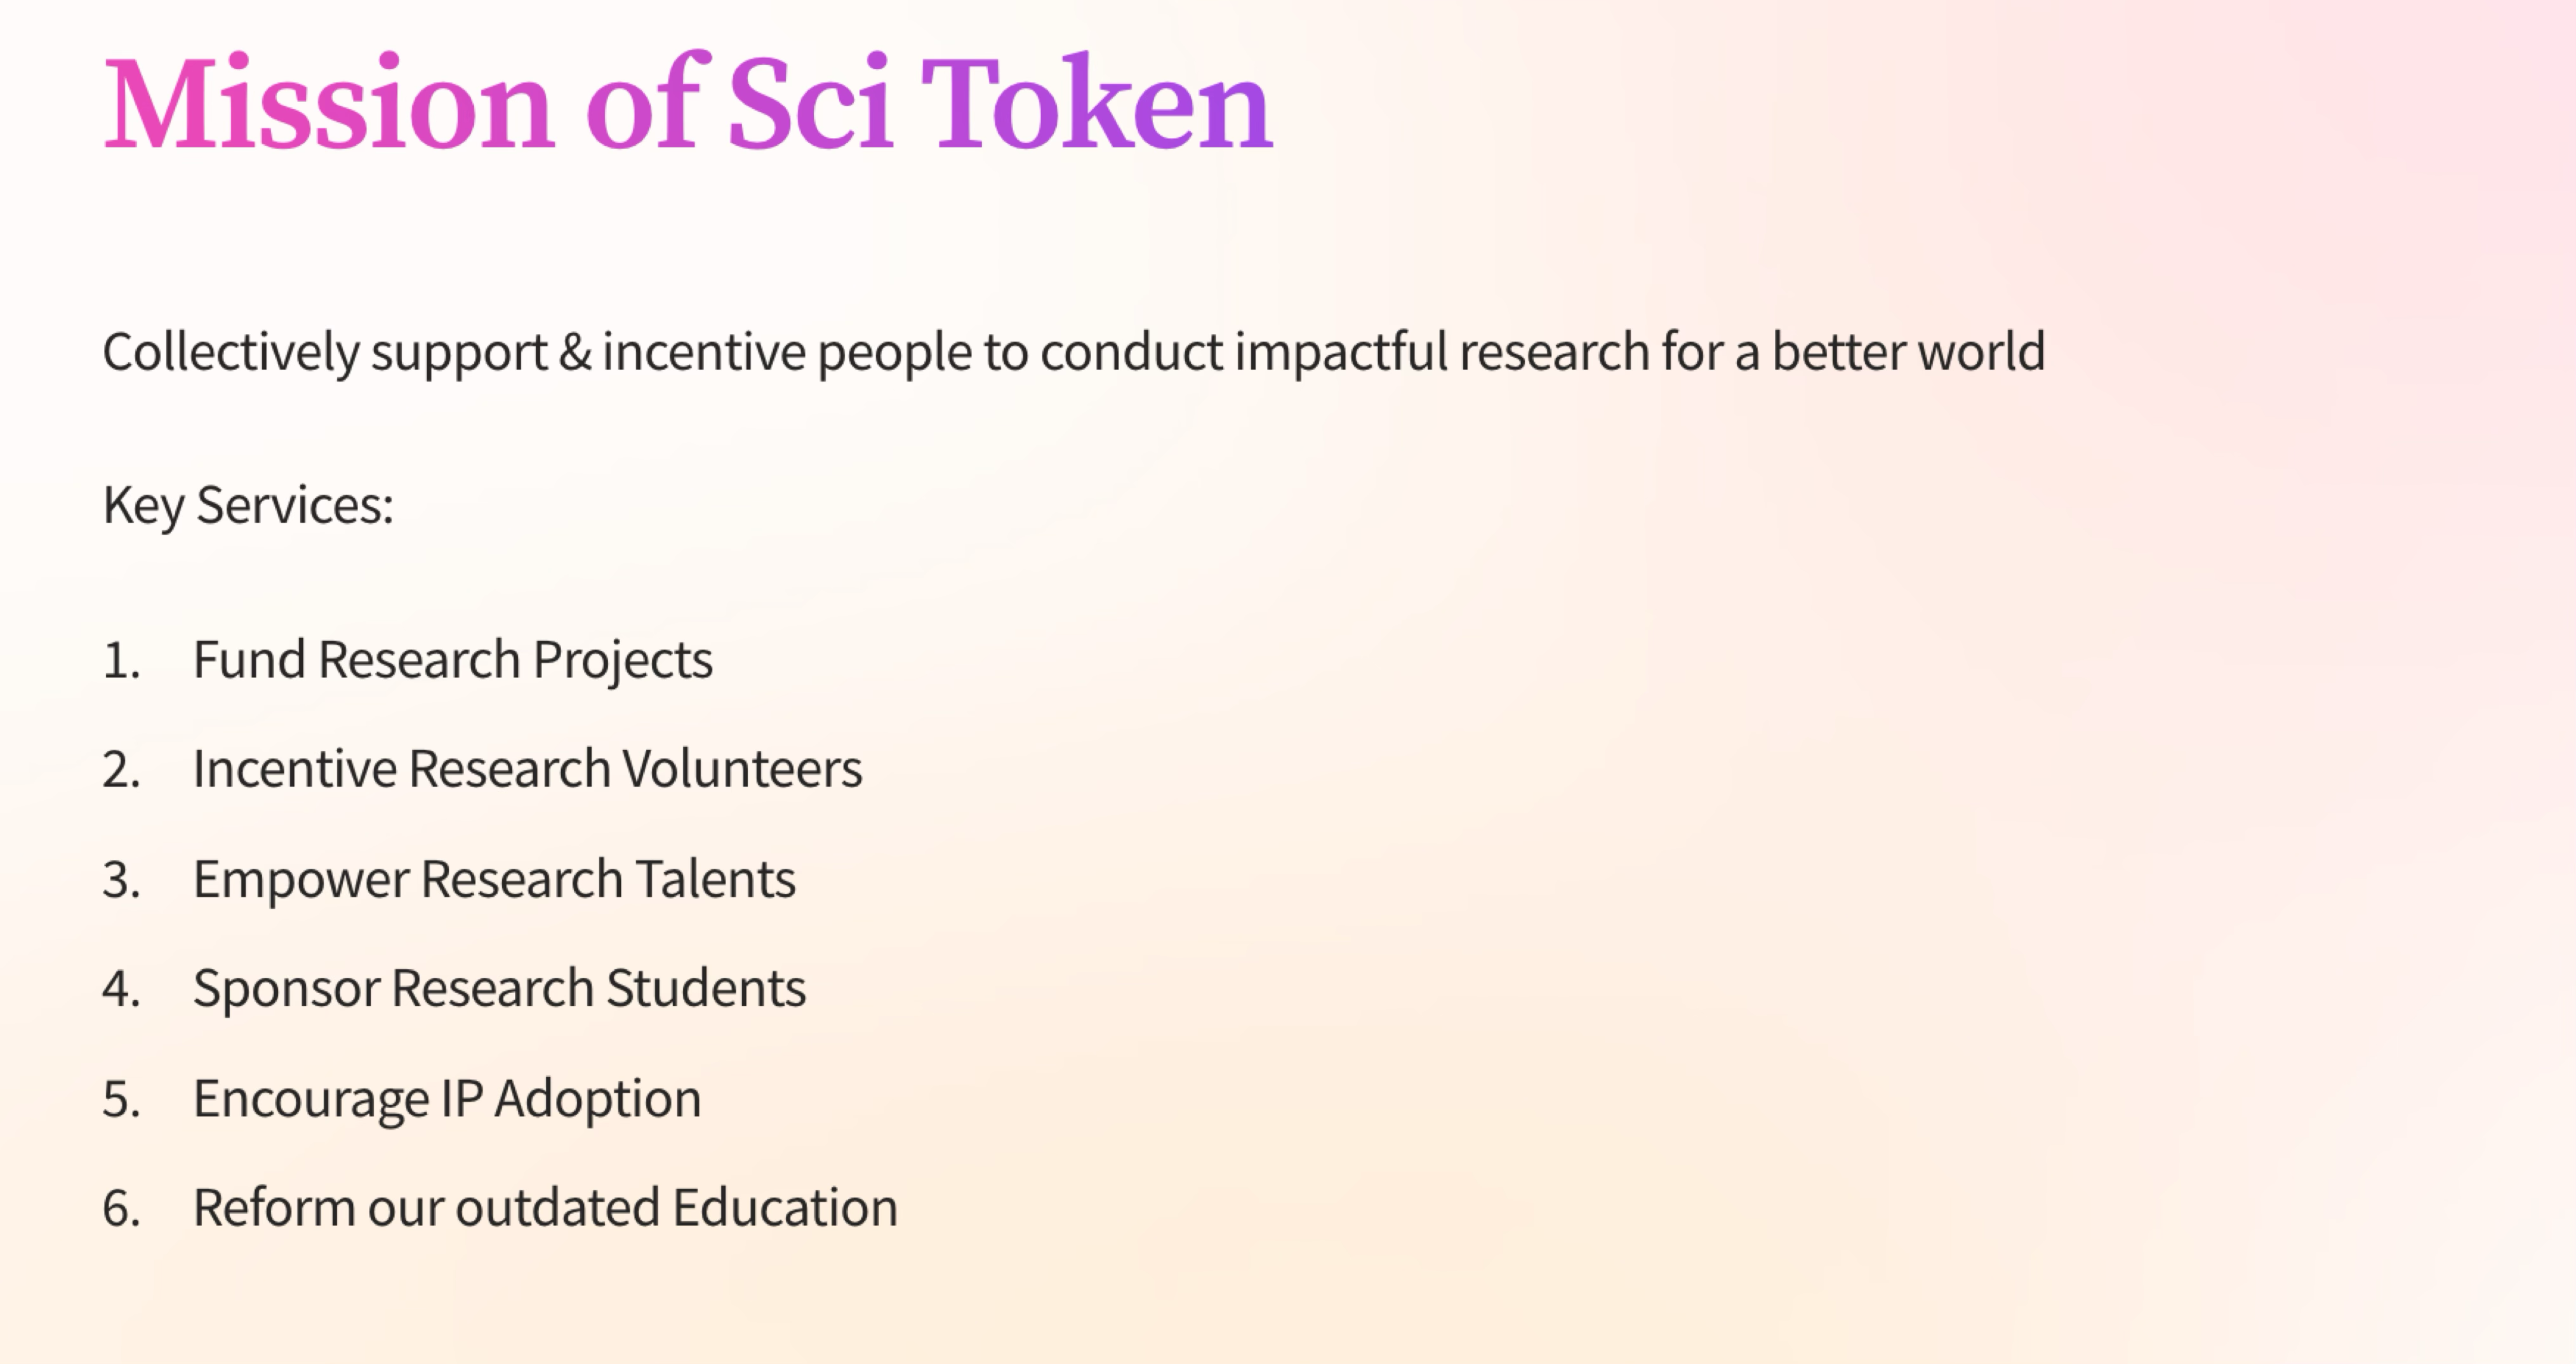 Mission of Sci Token
Collectively support & incentive people to conduct impactful research for a better world
Key Services:
1. Fund Research Projects
2. Incentive Research Volunteers
3. Empower Research Talents
4. Sponsor Research Students
5. Encourage IP Adoption
6. Reform our outdated Education